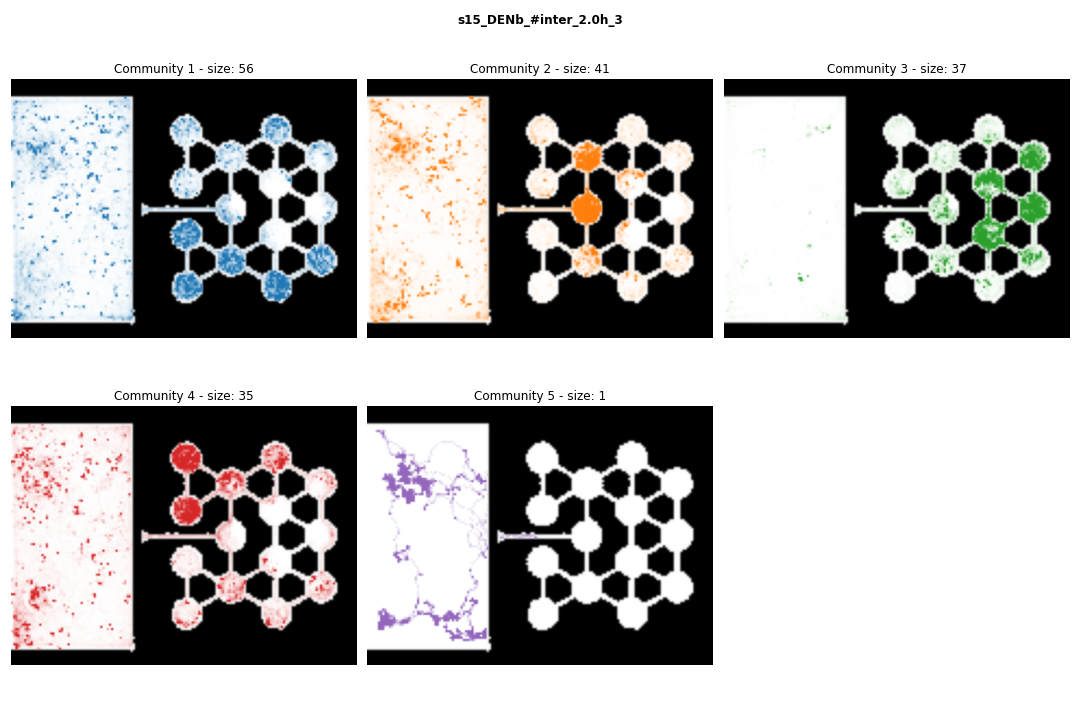 s15_DENb_#inter_2.0h_3
Community 1 - size: 56
Community 2 - size: 41
Community 3 - size: 37
Community 4 - size: 35
Community 5 - size: 1